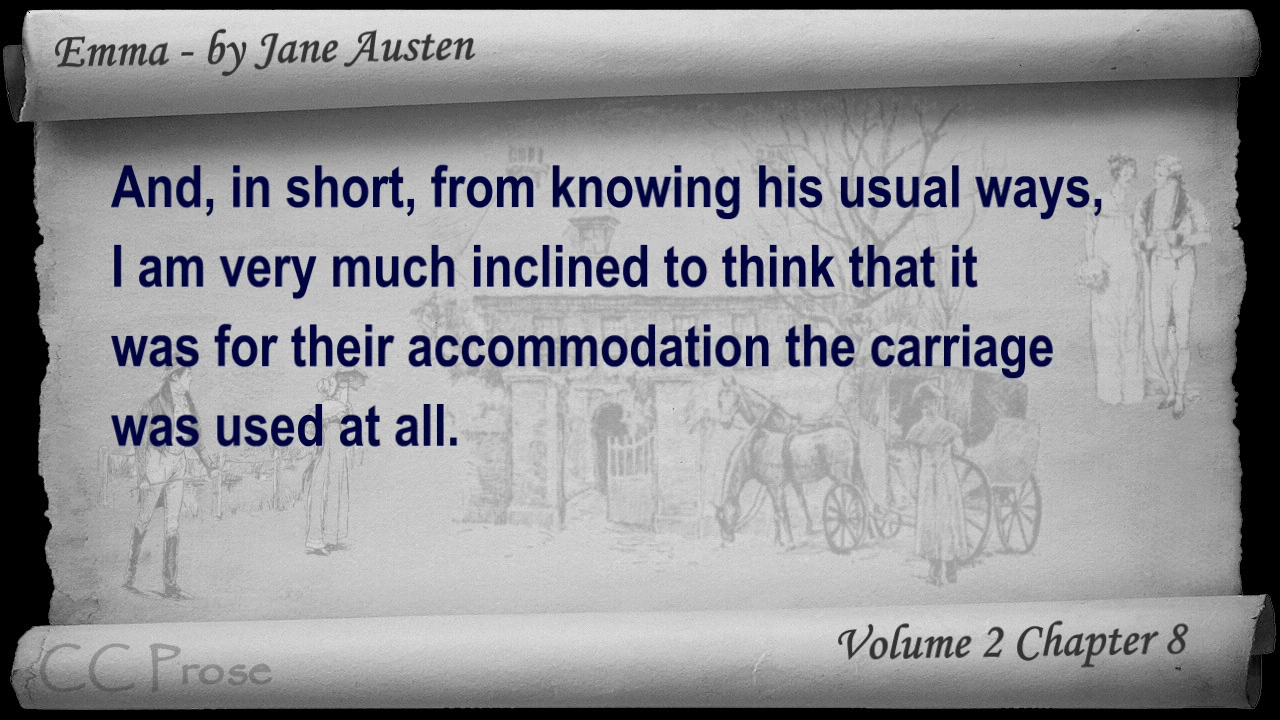 Emma - by Jane Austen
And, in short, from knowing his usual ways,
I am very much inclined to think that it
was for their accommodation the carriage
was used at all.
Volume 2 Chapter 8
CC Prose